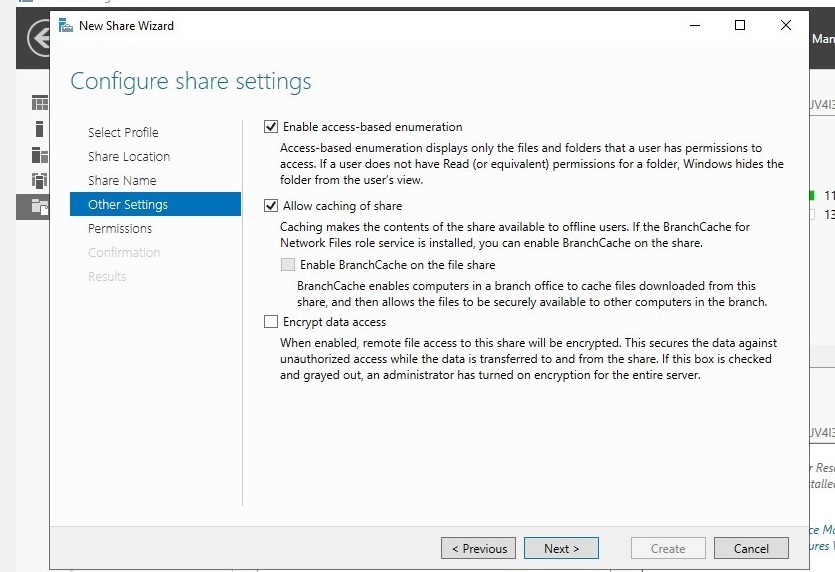 New Share Wizard
Man
Configure share settings
Select Profile
Share Location
Share Name
Other Settings
Permissions
Confirmation
Results
Enable access-based enumeration
Access-based enumeration displays only the files and folders that a user has permissions to
access. If a user does not have Read (or equivalent) permissions for a folder, Windows hides the
folder from the user's view.
Allow caching of share
Caching makes the contents of the share available to offline users. If the BranchCache for
Network Files role service is installed, you can enable BranchCache on the share.
Enable BranchCache on the file share
BranchCache enables computers in a branch office to cache files downloaded from this
share, and then allows the files to be securely available to other computers in the branch.
Encrypt data access
When enabled, remote file access to this share will be encrypted. This secures the data against
unauthorized access while the data is transferred to and from the share. If this box is checked
and grayed out, an administrator has turned on encryption for the entire server.
< Previous
Next >
Create
Cancel